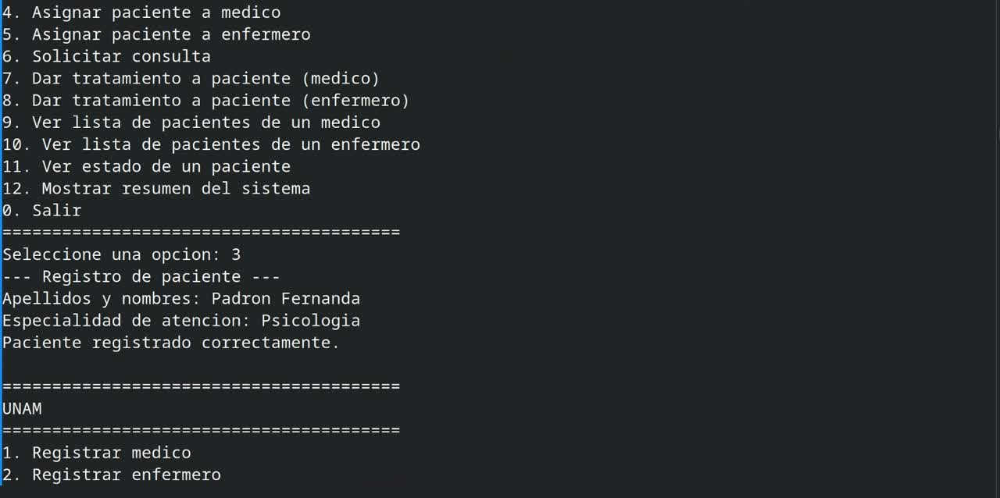 4. Asignar paciente a medico
5. Asignar paciente a enfermero
6. Solicitar consulta
7. Dar tratamiento a paciente (medico)
8. Dar tratamiento a paciente (enfermero)
9. Ver lista de pacientes de un medico
10. Ver lista de pacientes de un enfermero
11. Ver estado de un paciente
12. Mostrar resumen del sistema
0. Salir
========================================
Seleccione una opcion: 3
--- Registro de paciente ---
Apellidos y nombres: Padron Fernanda
Especialidad de atencion: Psicologia
Paciente registrado correctamente.

========================================
UNAM
========================================
1. Registrar medico
2. Registrar enfermero